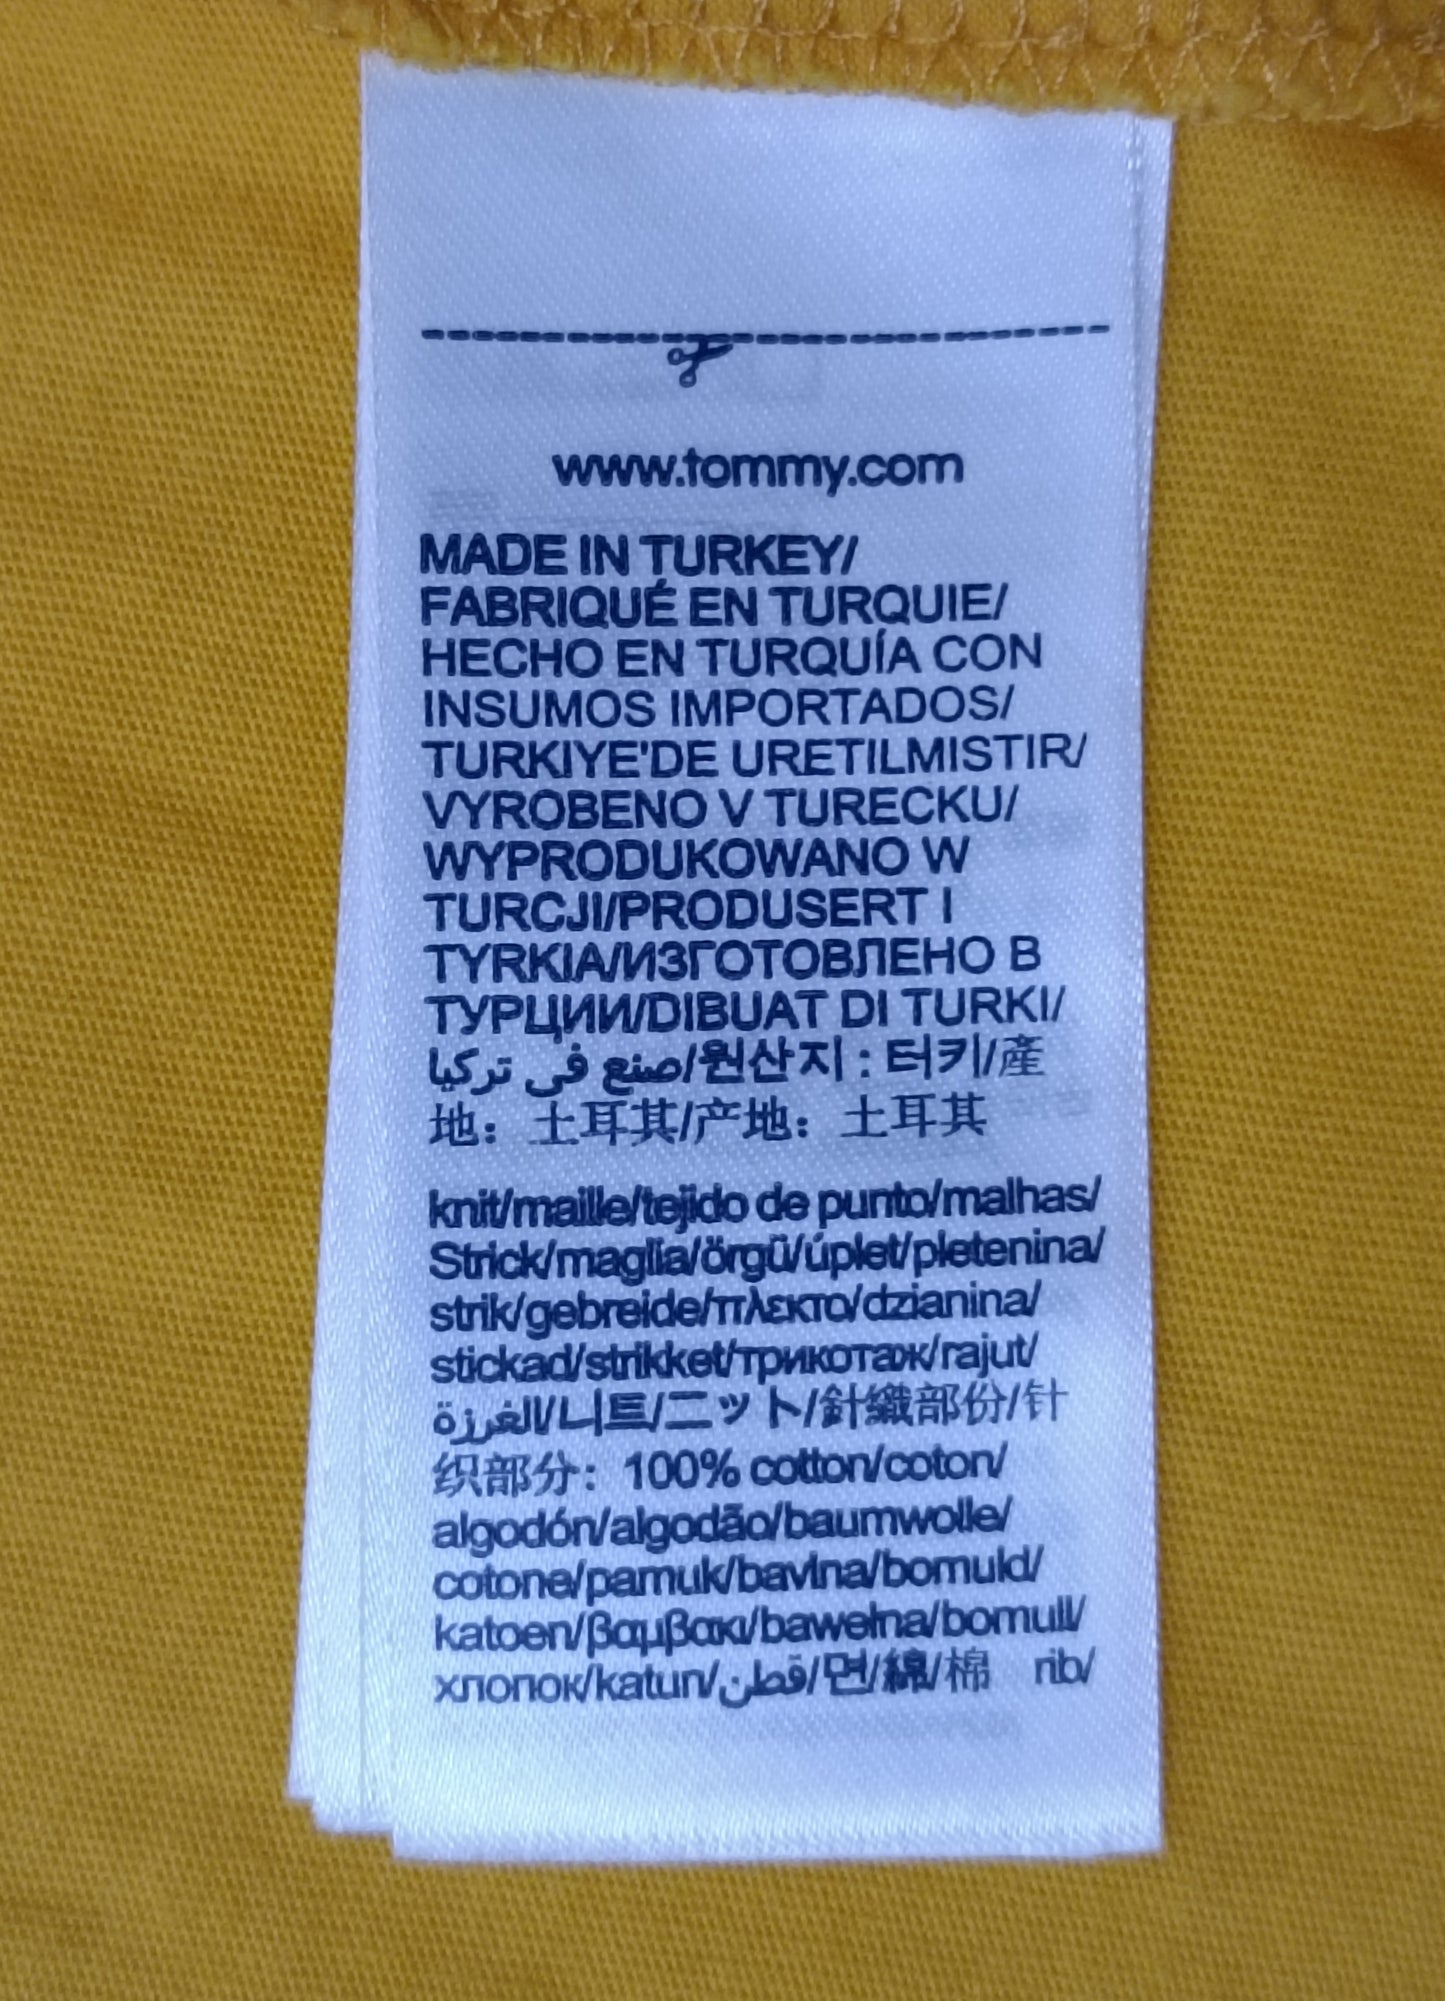 www.tommy.com
MADE IN TURKEY/
FABRIQUÉ EN TURQUIE/
HECHO EN TURQUÍA CON
INSUMOS IMPORTADOS/
TURKIYE'DE URETILMISTIR/
VYROBENO V TURECKU/
WYPRODUKOWANO W
TURCJI/PRODUSERT I
TYRKIA/ИЗГОТОВЛЕНО В
ТУРЦИИ/DIBUAT DI TURKI/
صنع في تركيا/원산지 : 터키/產
地：土耳其/产地：土耳其
knit/maille/tejido de punto/malhas/
Strick/maglia/örgü/úplet/pletenina/
strik/gebreide/πλεκτο/dzianina/
stickad/strikket/трикотаж/rajut/
الغرزة/니트/ニット/針織部份/针
织部分：100% cotton/coton/
algodón/algodão/baumwolle/
cotone/pamuk/bavlna/bomuld/
katoen/βαμβακι/bawełna/bomull/
хлопок/katun/قطن/면/綿/棉 rib/